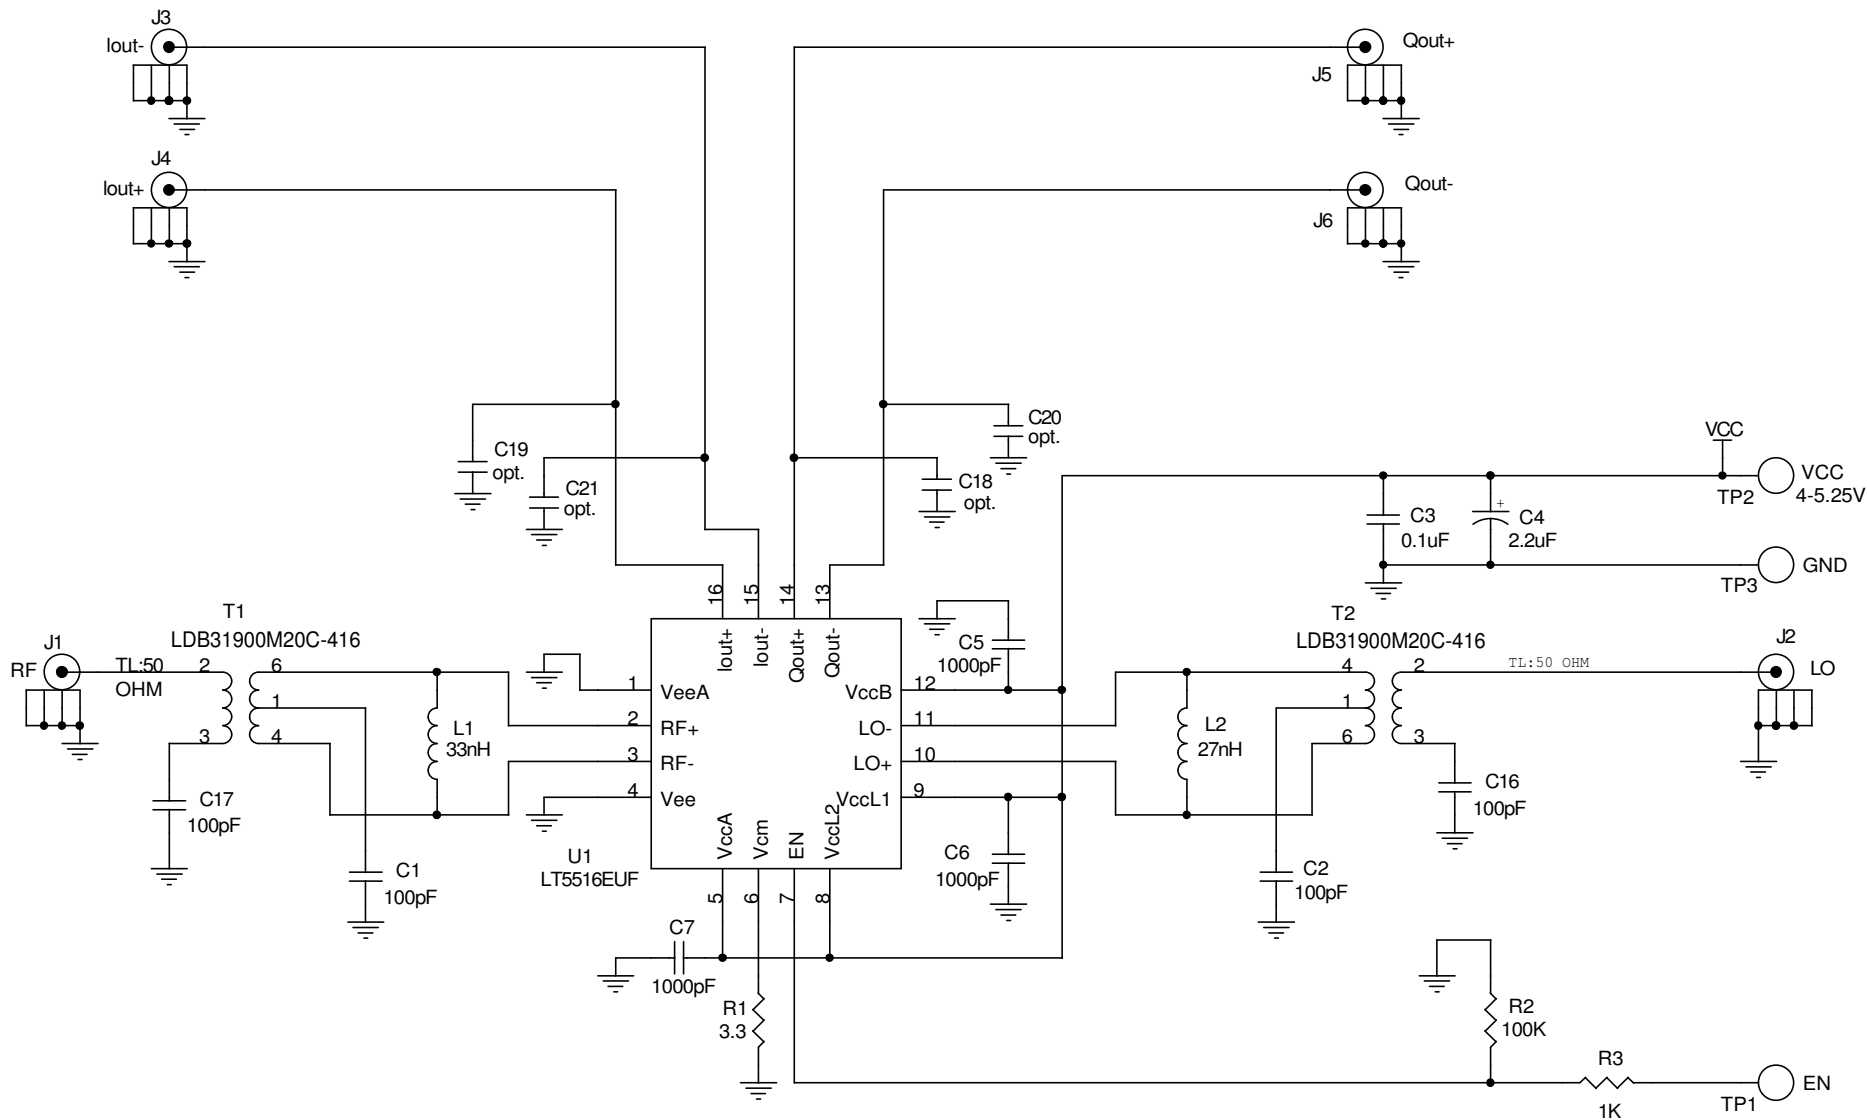 J3
Iout-
Qout+
J5
J4
Iout+
Qout-
J6
C19
opt.
C21
opt.
C20
opt.
C18
opt.
VCC
VCC
TP2
4-5.25V
C3
0.1uF
+
C4
2.2uF
GND
TP3
T1
LDB31900M20C-416
J1
RF
TL:50
OHM
2
3
6
1
4
C17
100pF
C1
100pF
L1
33nH
16
15
14
13
Iout+
Iout-
Qout+
Qout-
1
VeeA
2
RF+
3
RF-
4
Vee
VccB
12
LO-
11
LO+
10
VccL1
9
VccA
Vcm
EN
VccL2
5
6
7
8
U1
LT5516EUF
C5
1000pF
C6
1000pF
C7
1000pF
R1
3.3
L2
27nH
T2
LDB31900M20C-416
4
1
6
2
3
TL:50 OHM
J2
LO
C16
100pF
C2
100pF
R2
100K
R3
1K
EN
TP1